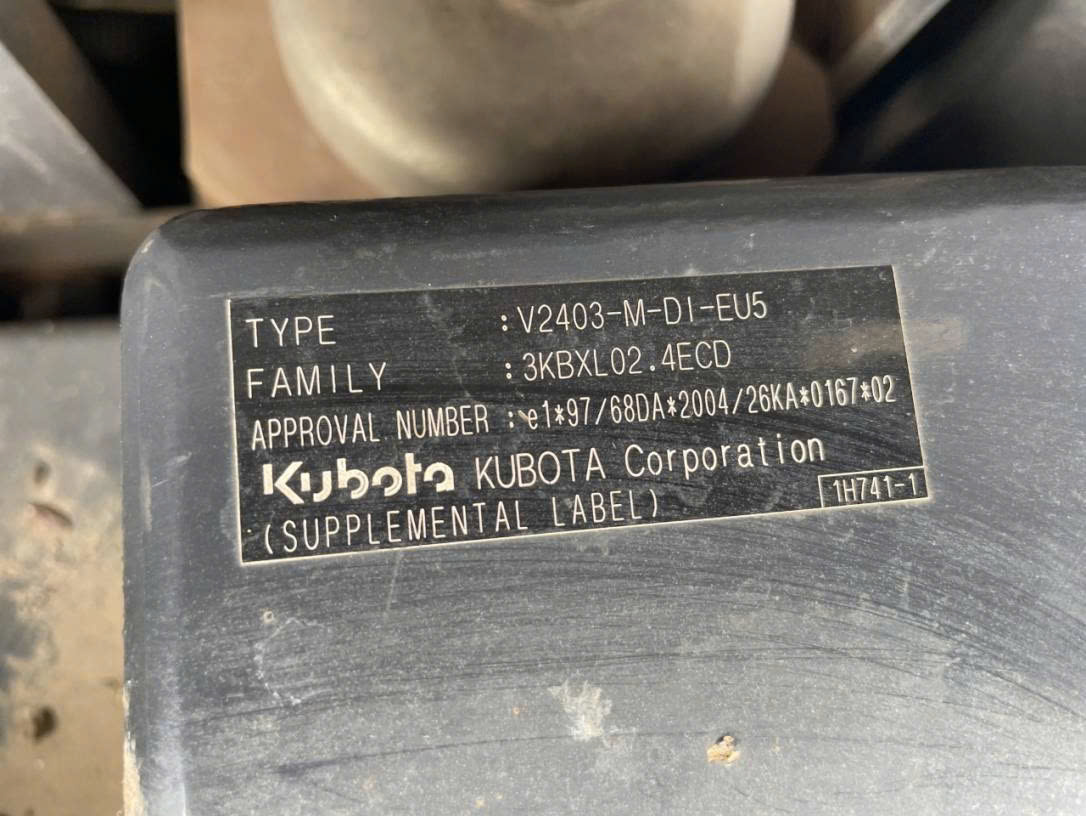 TYPE :V2403-M-DI-EU5
FAMILY :3KBXL02.4ECD
APPROVAL NUMBER :e1*97/68DA*2004/26KA*0167*02
Kubota KUBOTA Corporation
(SUPPLEMENTAL LABEL) 1H741-1